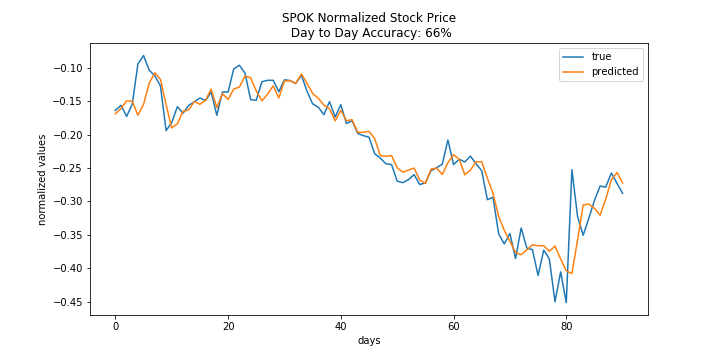 SPOK Normalized Stock Price
Day to Day Accuracy: 66%
true
predicted
normalized values
−0.10
−0.15
−0.20
−0.25
−0.30
−0.35
−0.40
−0.45
0
20
40
60
80
days